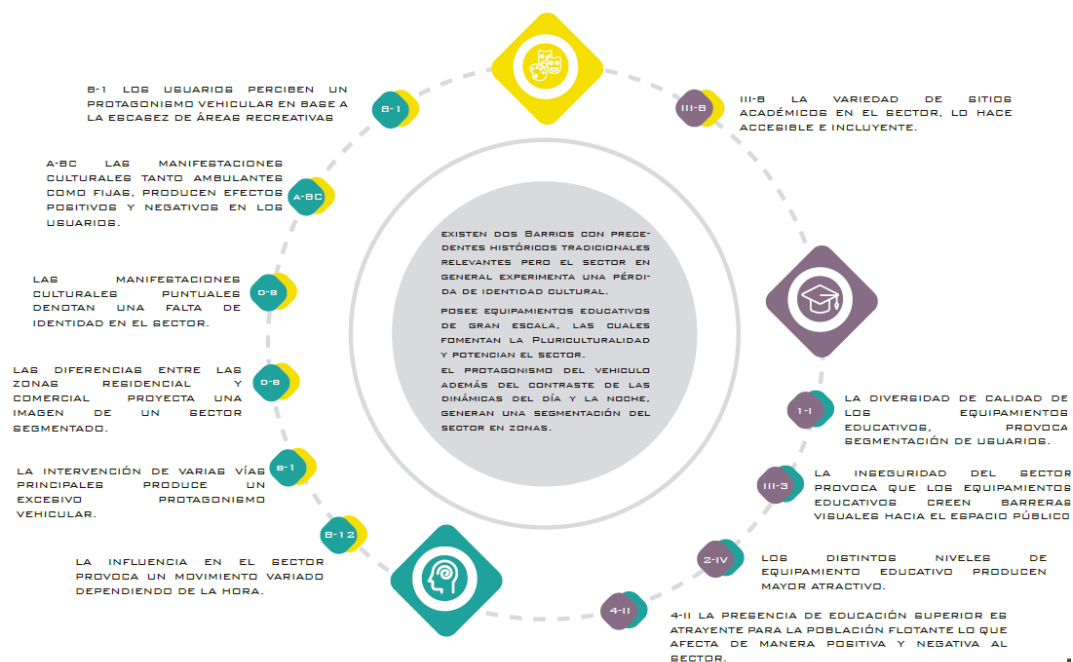 B-1
B-1 LOS USUARIOS PERCIBEN UN
PROTAGONISMO VEHICULAR EN BASE A
LA ESCASEZ DE ÁREAS RECREATIVAS
A-BC
A-BC LAS MANIFESTACIONES
CULTURALES TANTO AMBULANTES
COMO FIJAS, PRODUCEN EFECTOS
POSITIVOS Y NEGATIVOS EN LOS
USUARIOS.
D-B
LAS MANIFESTACIONES
CULTURALES PUNTUALES
DENOTAN UNA FALTA DE
IDENTIDAD EN EL SECTOR.
D-B
LAS DIFERENCIAS ENTRE LAS
ZONAS RESIDENCIAL Y
COMERCIAL PROYECTA UNA
IMAGEN DE UN SECTOR
SEGMENTADO.
B-1
LA INTERVENCIÓN DE VARIAS VÍAS
PRINCIPALES PRODUCE UN
EXCESIVO PROTAGONISMO
VEHICULAR.
B-12
LA INFLUENCIA EN EL SECTOR
PROVOCA UN MOVIMIENTO VARIADO
DEPENDIENDO DE LA HORA.
EXISTEN DOS BARRIOS CON PRECE-
DENTES HISTÓRICOS TRADICIONALES
RELEVANTES PERO EL SECTOR EN
GENERAL EXPERIMENTA UNA PÉRDI-
DA DE IDENTIDAD CULTURAL.
POSEE EQUIPAMIENTOS EDUCATIVOS
DE GRAN ESCALA, LAS CUALES
FOMENTAN LA PLURICULTURALIDAD
Y POTENCIAN EL SECTOR.
EL PROTAGONISMO DEL VEHICULO
ADEMÁS DEL CONTRASTE DE LAS
DINÁMICAS DEL DÍA Y LA NOCHE,
GENERAN UNA SEGMENTACIÓN DEL
SECTOR EN ZONAS.
III-B
III-B LA VARIEDAD DE SITIOS
ACADÉMICOS EN EL SECTOR, LO HACE
ACCESIBLE E INCLUYENTE.
1-I
LA DIVERSIDAD DE CALIDAD DE
LOS EQUIPAMIENTOS
EDUCATIVOS, PROVOCA
SEGMENTACIÓN DE USUARIOS.
III-3
LA INSEGURIDAD DEL SECTOR
PROVOCA QUE LOS EQUIPAMIENTOS
EDUCATIVOS CREEN BARRERAS
VISUALES HACIA EL ESPACIO PÚBLICO
2-IV
LOS DISTINTOS NIVELES DE
EQUIPAMIENTO EDUCATIVO PRODUCEN
MAYOR ATRACTIVO.
4-II
4-II LA PRESENCIA DE EDUCACIÓN SUPERIOR ES
ATRAYENTE PARA LA POBLACIÓN FLOTANTE LO QUE
AFECTA DE MANERA POSITIVA Y NEGATIVA AL
SECTOR.